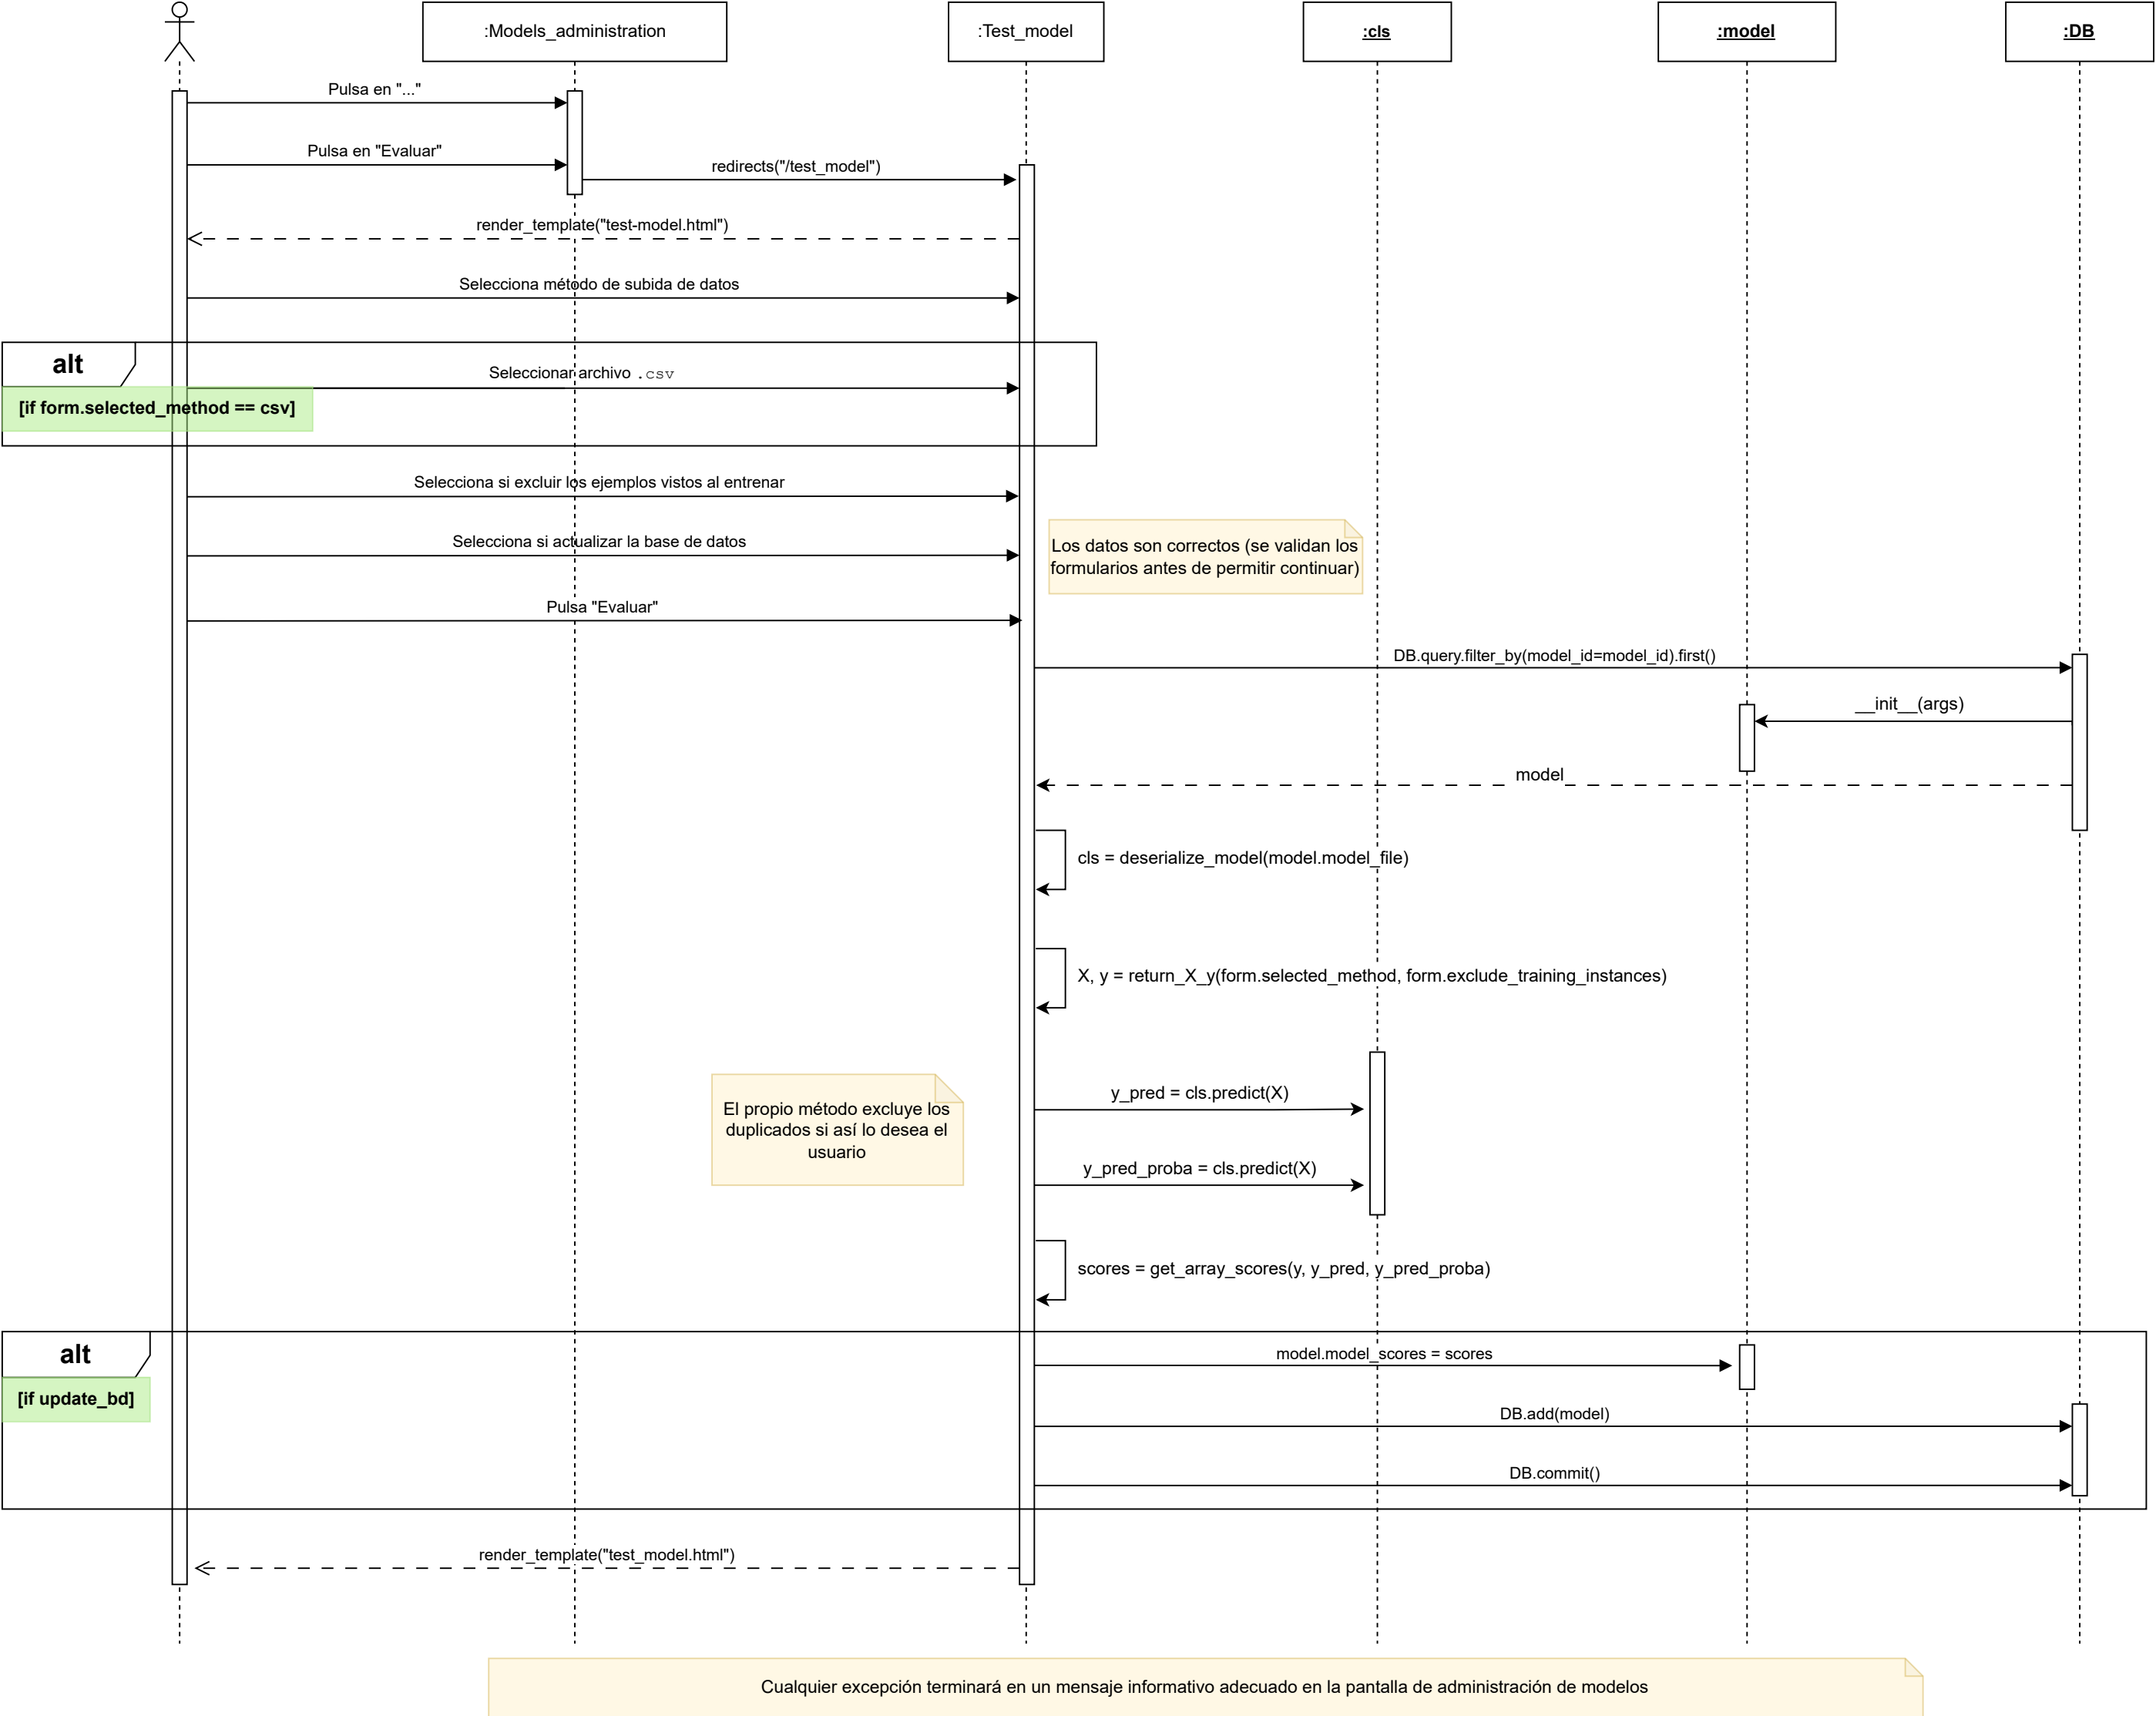 :Models_administration
:Test_model
:cls
:model
:DB
Pulsa en "..."
Pulsa en "Evaluar"
redirects("/test_model")
render_template("test-model.html")
Selecciona método de subida de datos
alt
Seleccionar archivo .csv
[if form.selected_method == csv]
Selecciona si excluir los ejemplos vistos al entrenar
Selecciona si actualizar la base de datos
Los datos son correctos (se validan los
formularios antes de permitir continuar)
Pulsa "Evaluar"
DB.query.filter_by(model_id=model_id).first()
__init__(args)
model
cls = deserialize_model(model.model_file)
X, y = return_X_y(form.selected_method, form.exclude_training_instances)
El propio método excluye los
duplicados si así lo desea el
usuario
y_pred = cls.predict(X)
y_pred_proba = cls.predict(X)
scores = get_array_scores(y, y_pred, y_pred_proba)
alt
[if update_bd]
model.model_scores = scores
DB.add(model)
DB.commit()
render_template("test_model.html")
Cualquier excepción terminará en un mensaje informativo adecuado en la pantalla de administración de modelos